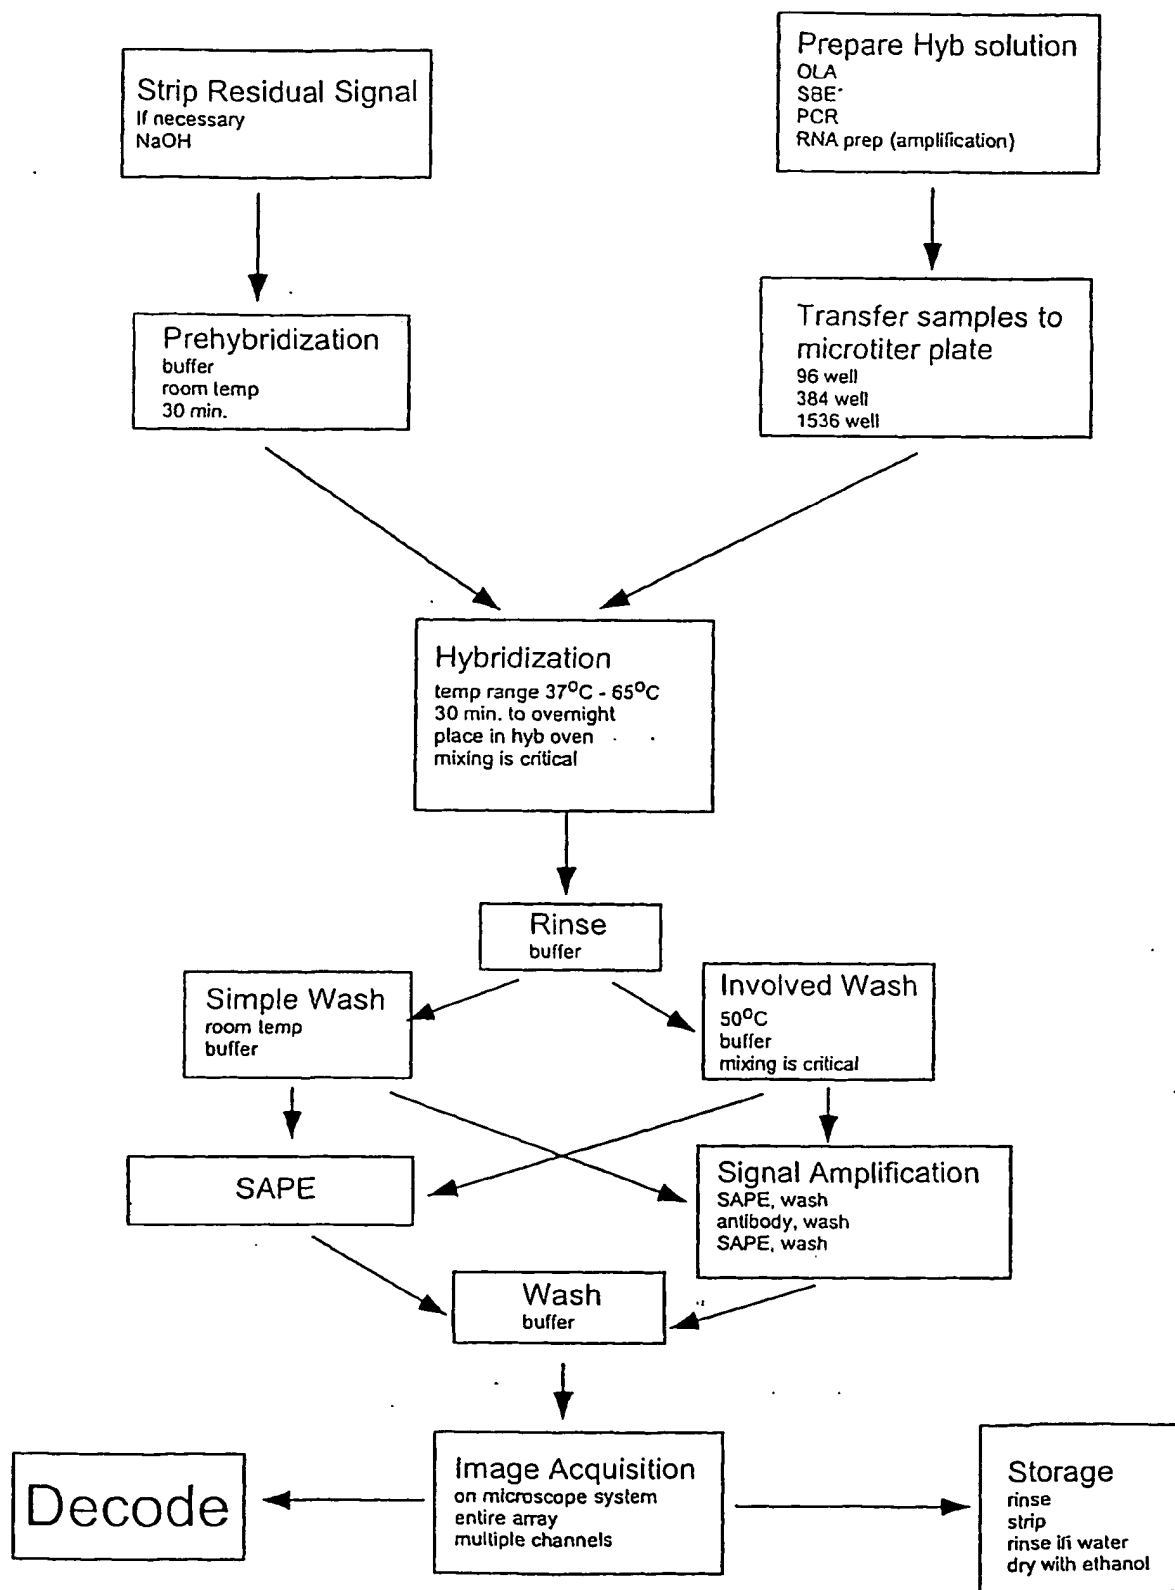 Strip Residual Signal
If necessary
NaOH
Prepare Hyb solution
OLA
SBE
PCR
RNA prep (amplification)
Prehybridization
buffer
room temp
30 min.
Transfer samples to
microtiter plate
96 well
384 well
1536 well
Hybridization
temp range 37°C - 65°C
30 min. to overnight
place in hyb oven
mixing is critical
Rinse
buffer
Simple Wash
room temp
buffer
Involved Wash
50°C
buffer
mixing is critical
SAPE
Signal Amplification
SAPE, wash
antibody, wash
SAPE, wash
Wash
buffer
Decode
Image Acquisition
on microscope system
entire array
multiple channels
Storage
rinse
strip
rinse in water
dry with ethanol